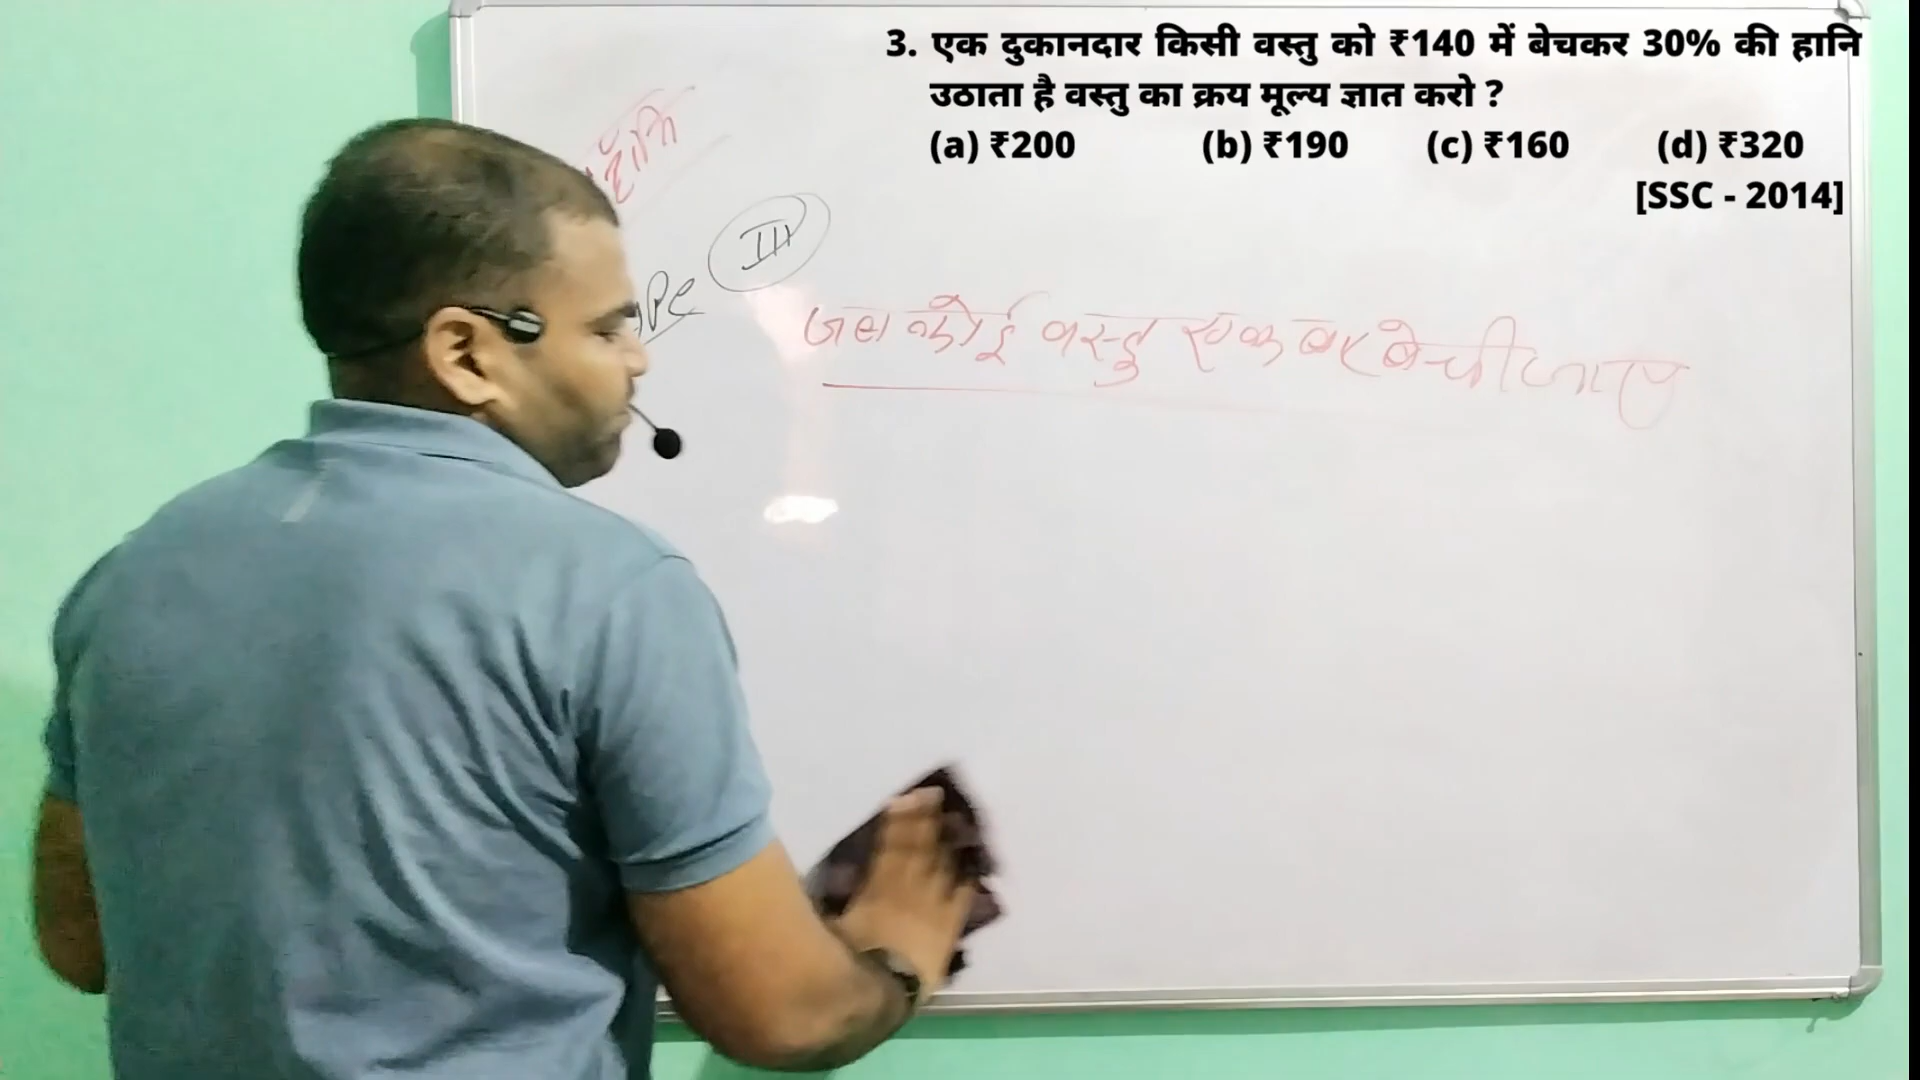 3. एक दुकानदार किसी वस्तु को ₹140 में बेचकर 30% की हानि
उठाता है वस्तु का क्रय मूल्य ज्ञात करो ?
(a) ₹200 (b) ₹190 (c) ₹160 (d) ₹320
[SSC - 2014]
हानि
III
जब कोई वस्तु एक बार बेची जाए